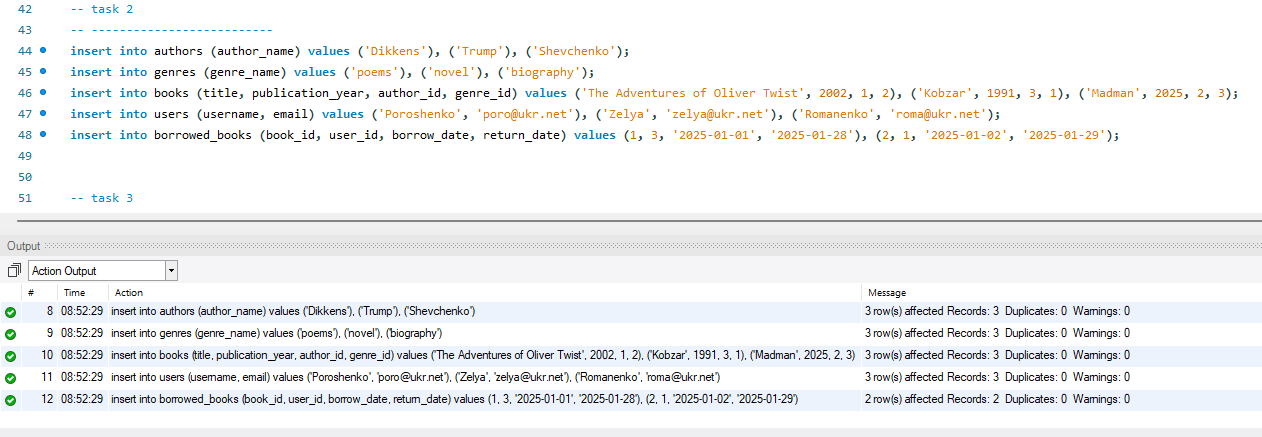 42 -- task 2
43 -- --------------------------
44 insert into authors (author_name) values ('Dikkens'), ('Trump'), ('Shevchenko');
45 insert into genres (genre_name) values ('poems'), ('novel'), ('biography');
46 insert into books (title, publication_year, author_id, genre_id) values ('The Adventures of Oliver Twist', 2002, 1, 2), ('Kobzar', 1991, 3, 1), ('Madman', 2025, 2, 3);
47 insert into users (username, email) values ('Poroshenko', 'poro@ukr.net'), ('Zelya', 'zelya@ukr.net'), ('Romanenko', 'roma@ukr.net');
48 insert into borrowed_books (book_id, user_id, borrow_date, return_date) values (1, 3, '2025-01-01', '2025-01-28'), (2, 1, '2025-01-02', '2025-01-29');
49
50
51 -- task 3
Output
Action Output
# Time Action Message
8 08:52:29 insert into authors (author_name) values ('Dikkens'), ('Trump'), ('Shevchenko') 3 row(s) affected Records: 3 Duplicates: 0 Warnings: 0
9 08:52:29 insert into genres (genre_name) values ('poems'), ('novel'), ('biography') 3 row(s) affected Records: 3 Duplicates: 0 Warnings: 0
10 08:52:29 insert into books (title, publication_year, author_id, genre_id) values ('The Adventures of Oliver Twist', 2002, 1, 2), ('Kobzar', 1991, 3, 1), ('Madman', 2025, 2, 3) 3 row(s) affected Records: 3 Duplicates: 0 Warnings: 0
11 08:52:29 insert into users (username, email) values ('Poroshenko', 'poro@ukr.net'), ('Zelya', 'zelya@ukr.net'), ('Romanenko', 'roma@ukr.net') 3 row(s) affected Records: 3 Duplicates: 0 Warnings: 0
12 08:52:29 insert into borrowed_books (book_id, user_id, borrow_date, return_date) values (1, 3, '2025-01-01', '2025-01-28'), (2, 1, '2025-01-02', '2025-01-29') 2 row(s) affected Records: 2 Duplicates: 0 Warnings: 0